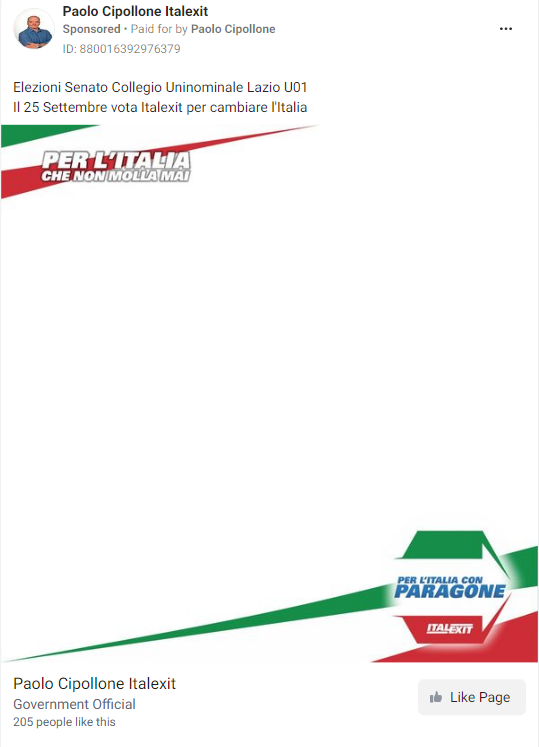 Paolo Cipollone Italexit
Sponsored • Paid for by Paolo Cipollone
ID: 880016392976379
Elezioni Senato Collegio Uninominale Lazio U01
Il 25 Settembre vota Italexit per cambiare l'Italia
PER L'ITALIA
CHE NON MOLLA MAI
PER L'ITALIA CON
PARAGONE
ITALEXIT
Paolo Cipollone Italexit
Government Official
205 people like this
Like Page